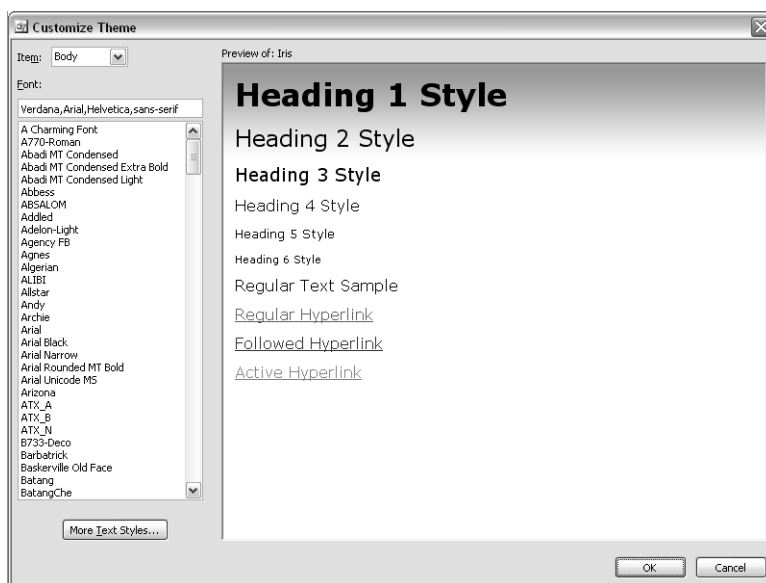 Customize Theme
Item: Body
Font:
Verdana,Arial,Helvetica,sans-serif
A Charming Font
A770-Roman
Abadi MT Condensed
Abadi MT Condensed Extra Bold
Abadi MT Condensed Light
Abbess
ABSALOM
Addled
Adelon-Light
Agency FB
Agnes
Algerian
ALIBI
Allstar
Andy
Archie
Arial
Arial Black
Arial Narrow
Arial Rounded MT Bold
Arial Unicode MS
Arizona
ATX_A
ATX_B
ATX_N
B733-Deco
Barbatrick
Baskerville Old Face
Batang
BatangChe
More Text Styles...
Preview of: Iris
Heading 1 Style
Heading 2 Style
Heading 3 Style
Heading 4 Style
Heading 5 Style
Heading 6 Style
Regular Text Sample
Regular Hyperlink
Followed Hyperlink
Active Hyperlink
OK Cancel